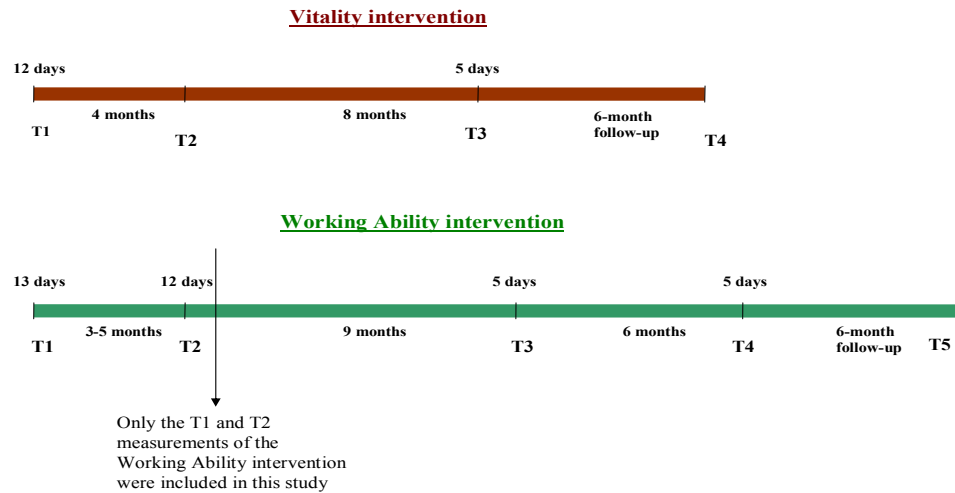 Vitality intervention
12 days
5 days
4 months
8 months
6-month
follow-up
T1
T2
T3
T4
Working Ability intervention
13 days
12 days
5 days
5 days
3-5 months
9 months
6 months
6-month
follow-up
T1
T2
T3
T4
T5
Only the T1 and T2
measurements of the
Working Ability intervention
were included in this study